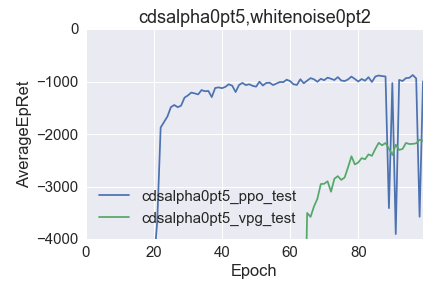 cdsalpha0pt5,whitenoise0pt2
AverageEpRet
0
−1000
−2000
−3000
−4000
cdsalpha0pt5_ppo_test
cdsalpha0pt5_vpg_test
0 20 40 60 80
Epoch